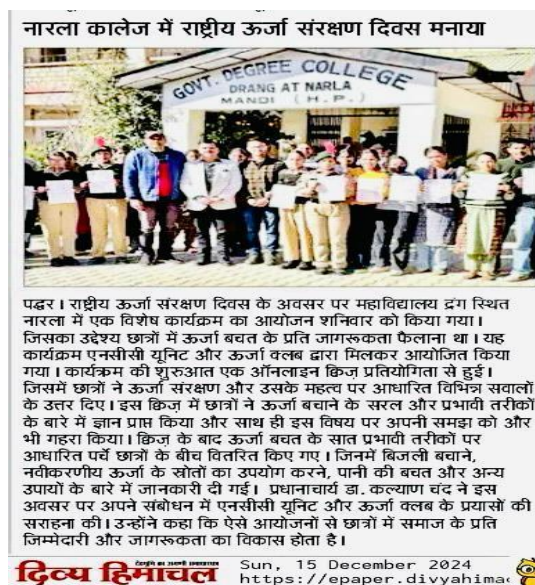 नारला कालेज में राष्ट्रीय ऊर्जा संरक्षण दिवस मनाया
GOVT. DEGREE COLLEGE
DRANG AT NARLA
MANDI (H.P.)
पद्धर। राष्ट्रीय ऊर्जा संरक्षण दिवस के अवसर पर महाविद्यालय द्रंग स्थित
नारला में एक विशेष कार्यक्रम का आयोजन शनिवार को किया गया।
जिसका उद्देश्य छात्रों में ऊर्जा बचत के प्रति जागरूकता फैलाना था। यह
कार्यक्रम एनसीसी यूनिट और ऊर्जा क्लब द्वारा मिलकर आयोजित किया
गया। कार्यक्रम की शुरुआत एक ऑनलाइन क्विज़ प्रतियोगिता से हुई।
जिसमें छात्रों ने ऊर्जा संरक्षण और उसके महत्व पर आधारित विभिन्न सवालों
के उत्तर दिए। इस क्विज़ में छात्रों ने ऊर्जा बचाने के सरल और प्रभावी तरीकों
के बारे में ज्ञान प्राप्त किया और साथ ही इस विषय पर अपनी समझ को और
भी गहरा किया। क्विज़ के बाद ऊर्जा बचत के सात प्रभावी तरीकों पर
आधारित पर्चे छात्रों के बीच वितरित किए गए। जिनमें बिजली बचाने,
नवीकरणीय ऊर्जा के स्रोतों का उपयोग करने, पानी की बचत और अन्य
उपायों के बारे में जानकारी दी गई। प्रधानाचार्य डा. कल्याण चंद ने इस
अवसर पर अपने संबोधन में एनसीसी यूनिट और ऊर्जा क्लब के प्रयासों की
सराहना की। उन्होंने कहा कि ऐसे आयोजनों से छात्रों में समाज के प्रति
जिम्मेदारी और जागरूकता का विकास होता है।
दिव्य हिमाचल
Sun, 15 December 2024
https://epaper.divyahimac